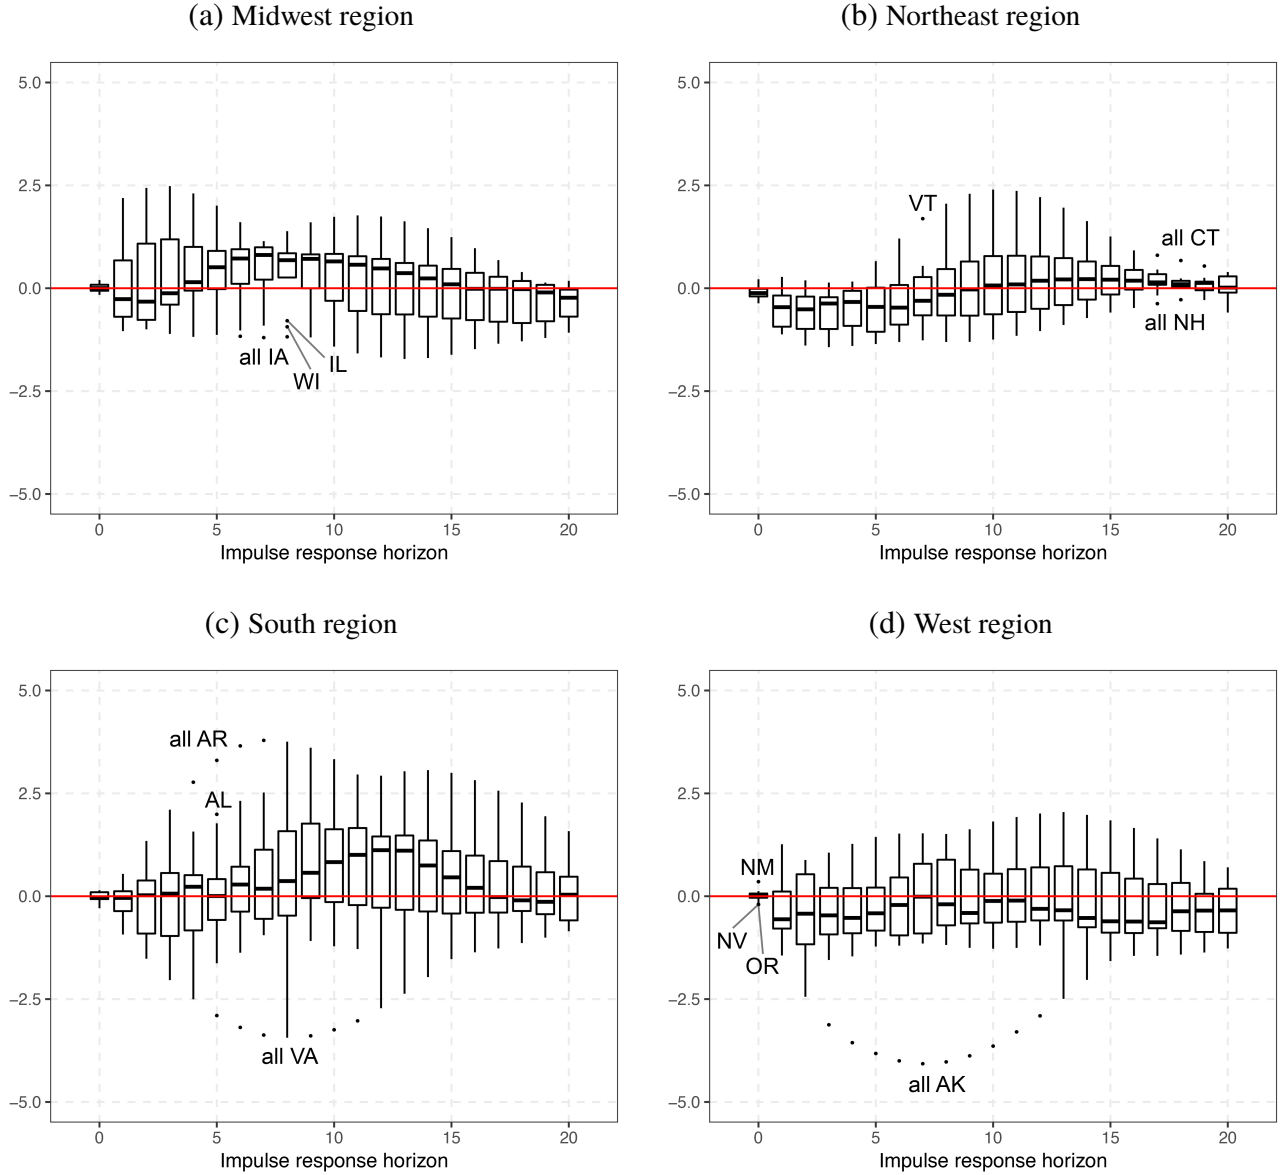 (a) Midwest region
5.0
2.5
0.0
−2.5
−5.0
all IA
IL
WI
0 5 10 15 20
Impulse response horizon
(b) Northeast region
5.0
2.5
0.0
−2.5
−5.0
VT
all CT
all NH
0 5 10 15 20
Impulse response horizon
(c) South region
5.0
2.5
0.0
−2.5
−5.0
all AR
AL
all VA
0 5 10 15 20
Impulse response horizon
(d) West region
5.0
2.5
0.0
−2.5
−5.0
NM
NV
OR
all AK
0 5 10 15 20
Impulse response horizon